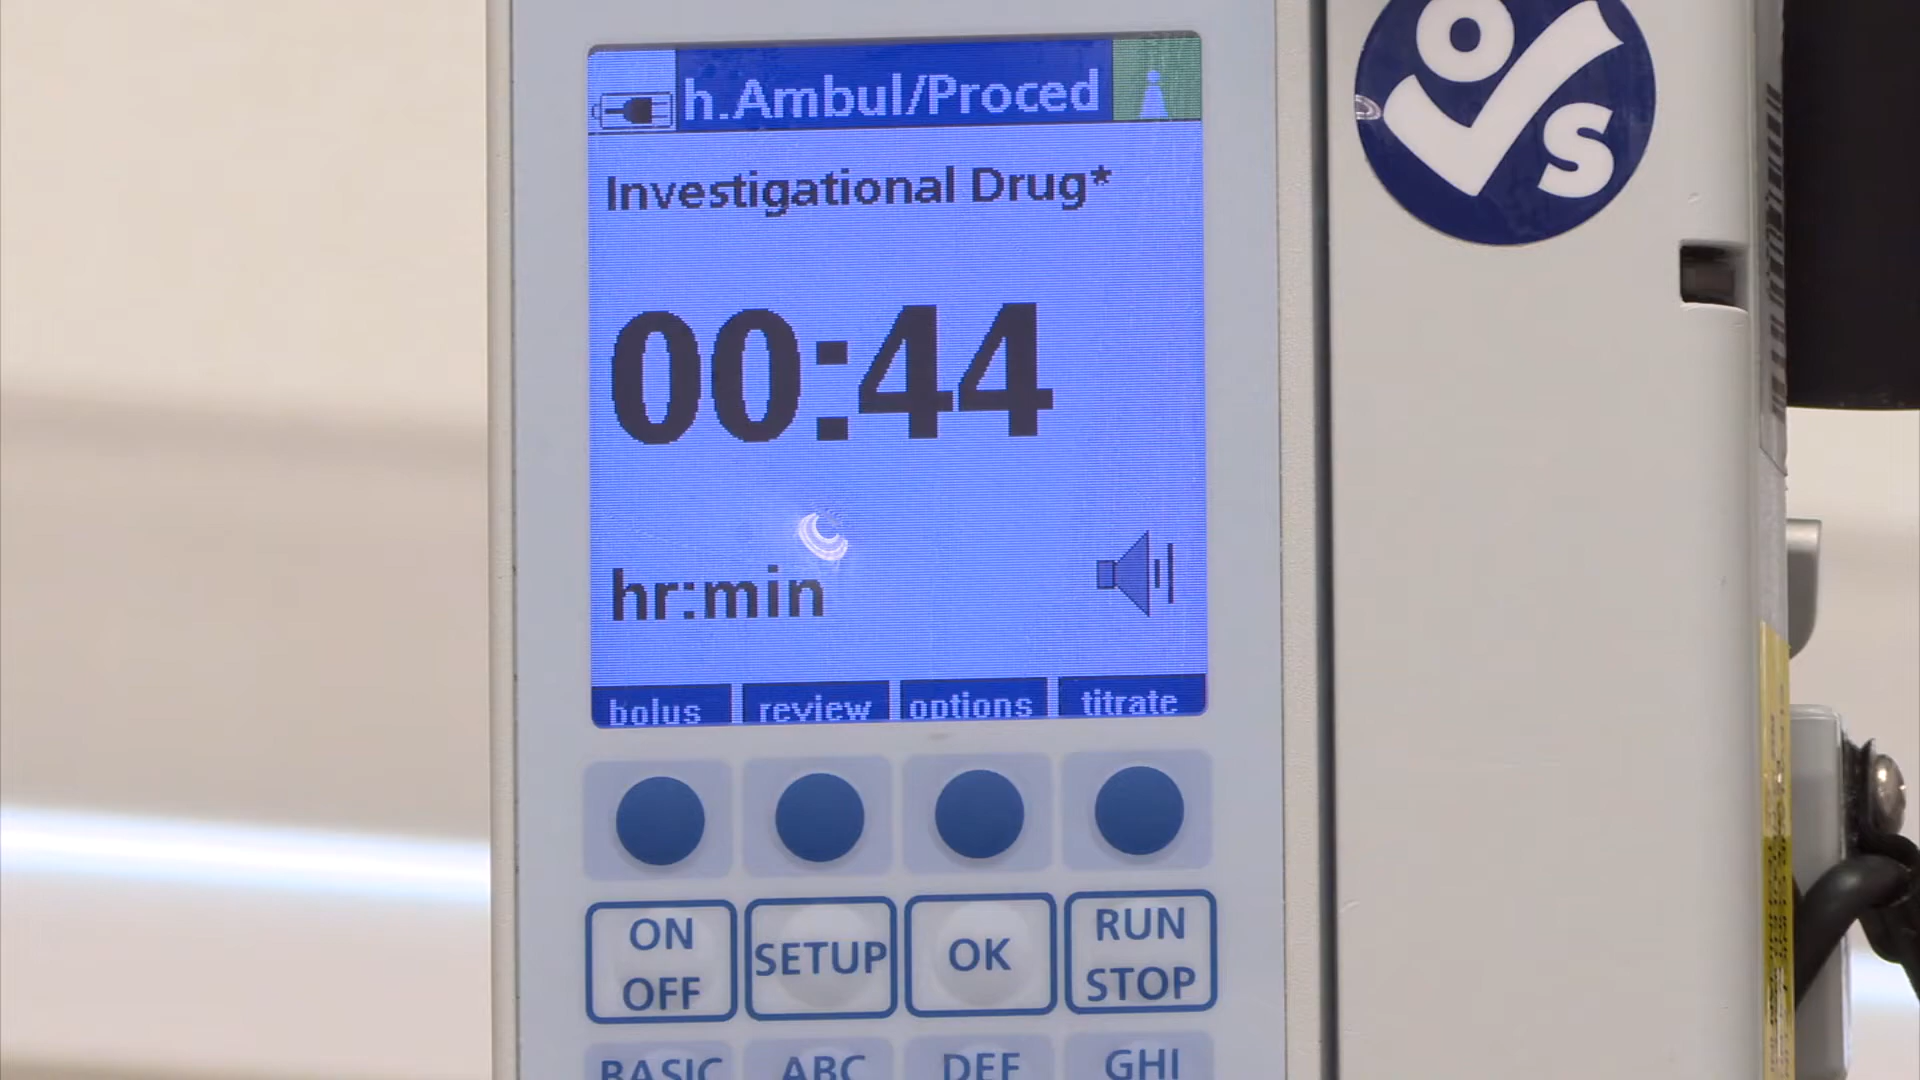 h.Ambul/Proced
Investigational Drug*
00:44
hr:min
bolus review options titrate
ON OFF
SETUP
OK
RUN STOP
BASIC ABC DEF GHI
O
S